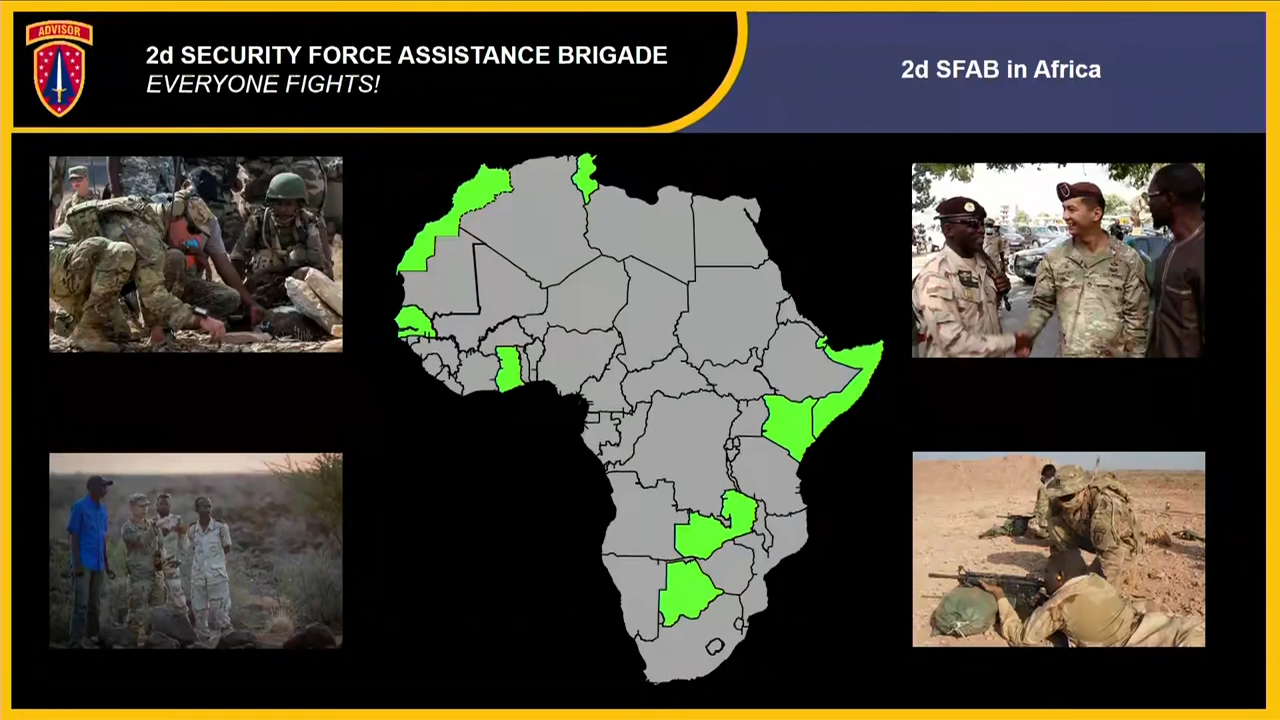 ADVISOR
2d SECURITY FORCE ASSISTANCE BRIGADE
EVERYONE FIGHTS!
2d SFAB in Africa